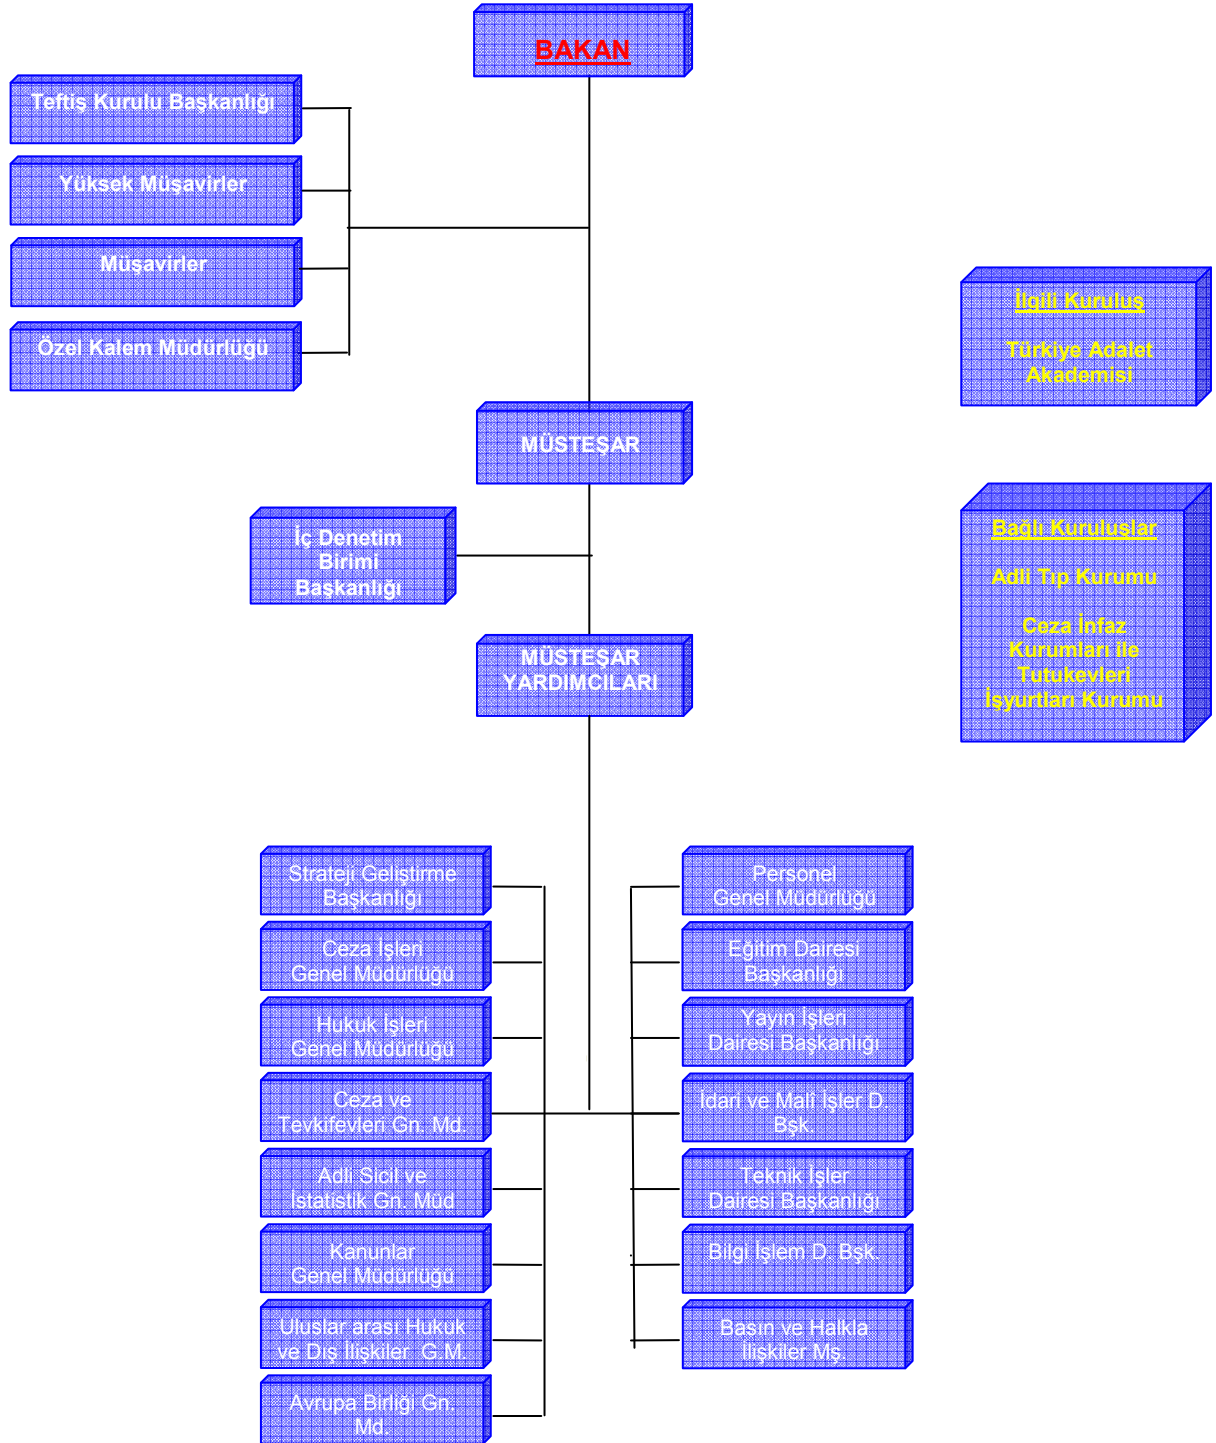 BAKAN
Teftiş Kurulu Başkanlığı
Yüksek Müşavirler
Müşavirler
Özel Kalem Müdürlüğü
İlgili Kuruluş
Türkiye Adalet
Akademisi
MÜSTEŞAR
İç Denetim
Birimi
Başkanlığı
Bağlı Kuruluşlar
Adli Tıp Kurumu
Ceza İnfaz
Kurumları ile
Tutukevleri
İşyurtları Kurumu
MÜSTEŞAR
YARDIMCILARI
Strateji Geliştirme
Başkanlığı
Ceza İşleri
Genel Müdürlüğü
Hukuk İşleri
Genel Müdürlüğü
Ceza ve
Tevkifevleri Gn. Md.
Adli Sicil ve
İstatistik Gn. Müd
Kanunlar
Genel Müdürlüğü
Uluslar arası Hukuk
ve Dış İlişkiler G.M.
Avrupa Birliği Gn.
Md.
Personel
Genel Müdürlüğü
Eğitim Dairesi
Başkanlığı
Yayın İşleri
Dairesi Başkanlığı
İdari ve Mali İşler D.
Bşk.
Teknik İşler
Dairesi Başkanlığı
Bilgi İşlem D. Bşk.
Basın ve Halkla
İlişkiler Mş.